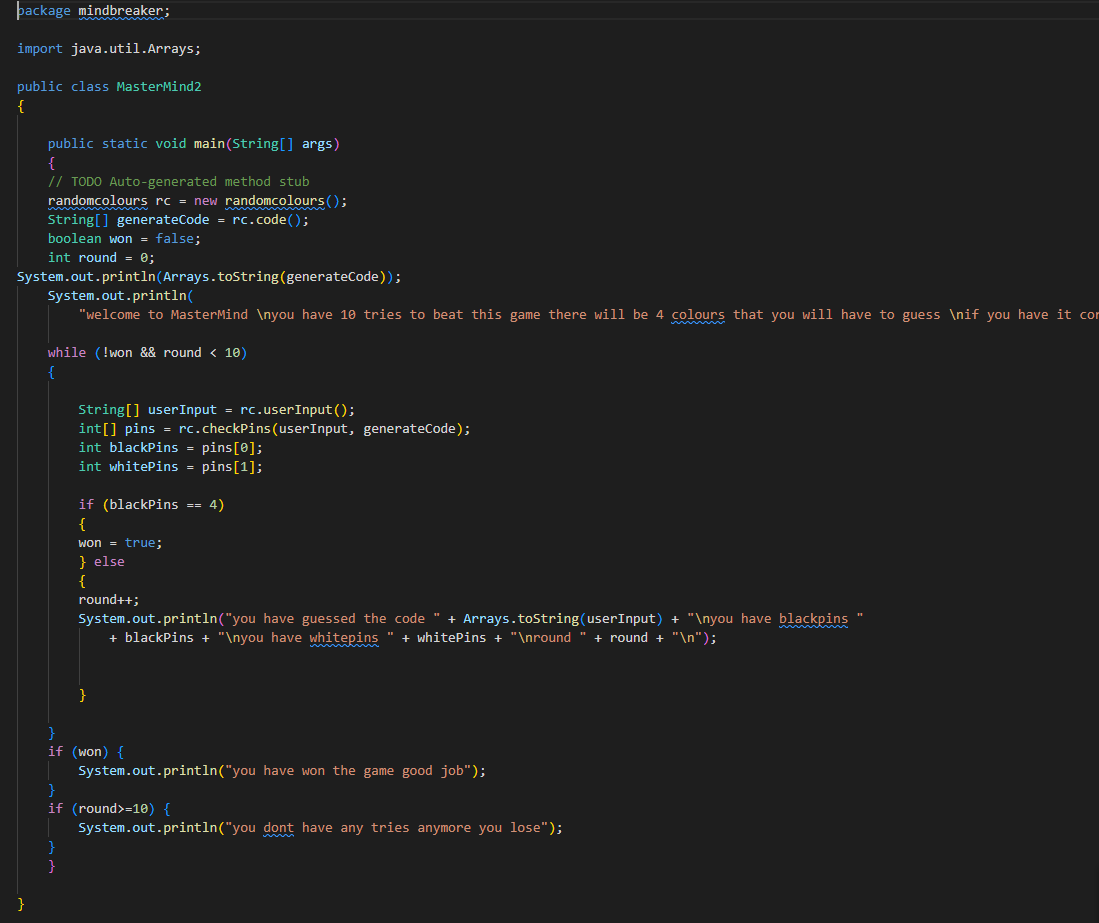 package mindbreaker;
import java.util.Arrays;
public class MasterMind2
{
public static void main(String[] args)
{
// TODO Auto-generated method stub
randomcolours rc = new randomcolours();
String[] generateCode = rc.code();
boolean won = false;
int round = 0;
System.out.println(Arrays.toString(generateCode));
System.out.println(
"welcome to MasterMind \nyou have 10 tries to beat this game there will be 4 colours that you will have to guess \nif you have it
while (!won && round < 10)
{
String[] userInput = rc.userInput();
int[] pins = rc.checkPins(userInput, generateCode);
int blackPins = pins[0];
int whitePins = pins[1];
if (blackPins == 4)
{
won = true;
} else
{
round++;
System.out.println("you have guessed the code " + Arrays.toString(userInput) + "\nyou have blackpins "
+ blackPins + "\nyou have whitepins " + whitePins + "\nround " + round + "\n");
}
}
if (won) {
System.out.println("you have won the game good job");
}
if (round>=10) {
System.out.println("you dont have any tries anymore you lose");
}
}
}